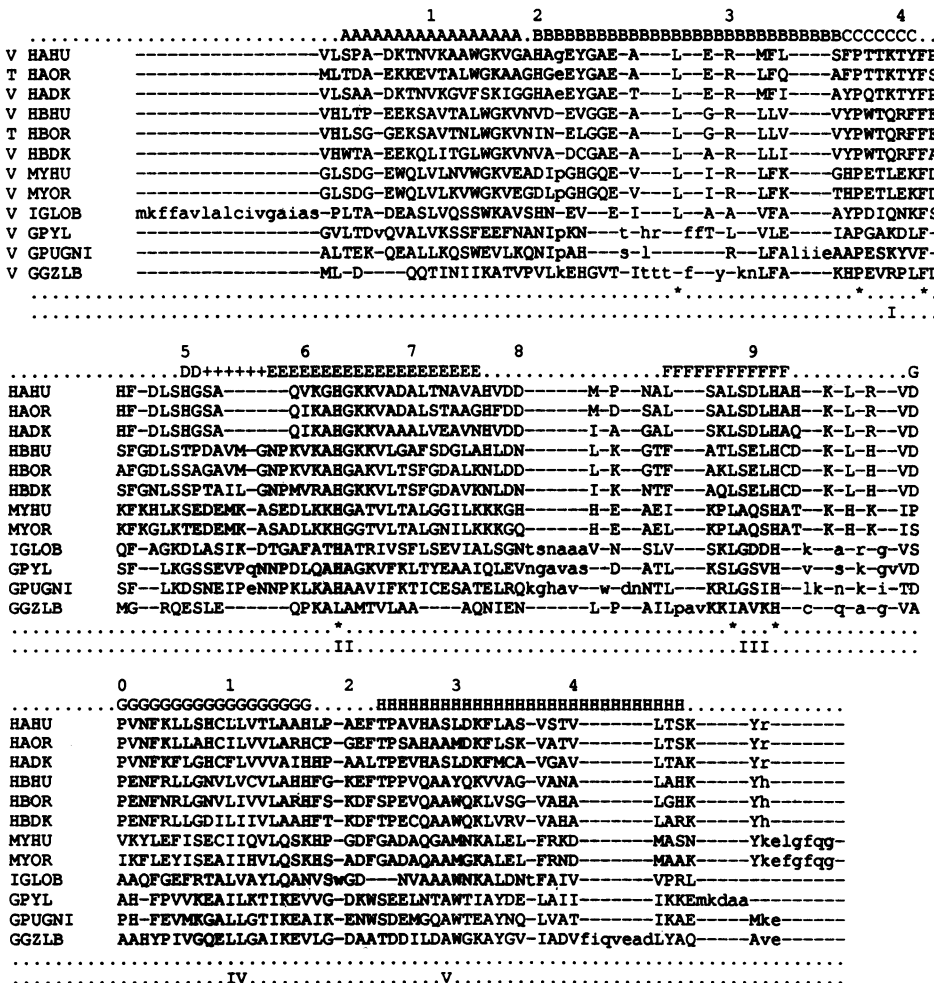 1 2 3 4
AAAAAAAAAAAAAAAA.BBBBBBBBBBBBBBBBBBBBBBBBBBBBCCCCCCC
V HAHU ----------------VLSPA-DKTNVKAAWGKVGAHAgEYGAE-A---L--E-R--MFL----SFPTTKTYFP
T HAOR ----------------MLTDA-EKKEVTALWGKAAGHGeEYGAE-A---L--E-R--LFQ----AFPTTKTYFS
V HADK ----------------VLSAA-DKTNVKGVFSKIGGHAeEYGAE-T---L--E-R--MFI----AYPQTKTYFP
V HBHU ----------------VHLTP-EEKSAVTALWGKVNVD-EVGGE-A---L--G-R--LLV----VYPWTQRFFE
T HBOR ----------------VHLSG-GEKSAVTNLWGKVNIN-ELGGE-A---L--G-R--LLV----VYPWTQRFFE
V HBDK ----------------VHWTA-EEKQLITGLWGKVNVA-DCGAE-A---L--A-R--LLI----VYPWTQRFFA
V MYHU ----------------GLSDG-EWQLVLNVWGKVEADIpGHGQE-V---L--I-R--LFK----GHPETLEKFD
V MYOR ----------------GLSDG-EWQLVLKVWGKVEGDLpGHGQE-V---L--I-R--LFK----THPETLEKFD
V IGLOB mkffavlalcivgaias-PLTA-DEASLVQSSWKAVSHN-EV--E-I---L--A-A--VFA----AYPDIQNKFS
V GPYL ----------------GVLTDvQVALVKSSFEEFNANIpKN---t-hr--ffT-L--VLE----IAPGAKDLF-
V GPUGNI ----------------ALTEK-QEALLKQSWEVLKQNIpAH---s-l------R--LFAliieAAPESKYVF-
V GGZLB ----------------ML-D----QQTINIIKATVPVLkEHGVT-Ittt-f--y-knLFA----KHPEVRPLFD
* * *
I
5 6 7 8 9
DD++++++EEEEEEEEEEEEEEEEEEEE FFFFFFFFFFFF G
HAHU HF-DLSHGSA------QVKGHGKKVADALTNAVAHVDD------M-P--NAL---SALSDLHAH--K-L-R--VD
HAOR HF-DLSHGSA------QIKAHGKKVADALSTAAGHFDD------M-D--SAL---SALSDLHAH--K-L-R--VD
HADK HF-DLSHGSA------QIKAHGKKVAAALVEAVNHVDD------I-A--GAL---SKLSDLHAQ--K-L-R--VD
HBHU SFGDLSTPDAVM-GNPKVKAHGKKVLGAFSDGLAHLDN------L-K--GTF---ATLSELHCD--K-L-H--VD
HBOR AFGDLSSAGAVM-GNPKVKAHGAKVLTSFGDALKNLDD------L-K--GTF---AKLSELHCD--K-L-H--VD
HBDK SFGNLSSPTAIL-GNPMVRAHGKKVLTSFGDAVKNLDN------I-K--NTF---AQLSELHCD--K-L-H--VD
MYHU KFKHLKSEDEMK-ASEDLKKHGATVLTALGGILKKKGH------H-E--AEI---KPLAQSHAT--K-H-K--IP
MYOR KFKGLKTEDEMK-ASADLKKHGGTVLTALGNILKKKGQ------H-E--AEL---KPLAQSHAT--K-H-K--IS
IGLOB QF-AGKDLASIK-DTGAFATHATRIVSFLSEVIALSGNtsnaaaV-N--SLV---SKLGDDH-k--a-r-g-VS
GPYL SF--LKGSSEVPqNNPDLQAHAGKVFKLTYEAAIQLEVngavas-D--ATL---KSLGSVH--v--s-k-gvVD
GPUGNI SF--LKDSNEIPeNNPKLKAHAAVIFKTICESATELRQkghav--w-dnNTL---KRLGSIH--lk-n-k-i-TD
GGZLB MG--RQESLE------QPKALAMTVLAA----AQNIEN------L-P--AILpavKKIAVKH--c-q-a-g-VA
* * *
II III
0 1 2 3 4
GGGGGGGGGGGGGGGGGG HHHHHHHHHHHHHHHHHHHHHHHHHHHH
HAHU PVNFKLLSHCLLVTLAAHLP-AEFTPAVHASLDKFLAS-VSTV-------LTSK-----Yr--------
HAOR PVNFKLLAHCILVVLARHCP-GEFTPSAHAAMDKFLSK-VATV-------LTSK-----Yr--------
HADK PVNFKFLGHCFLVVVAIHHP-AALTPEVHASLDKFMCA-VGAV-------LTAK-----Yr--------
HBHU PENFRLLGNVLVCVLAHHFG-KEFTPPVQAAYQKVVAG-VANA-------LAHK-----Yh--------
HBOR PENFNRLGNVLIVVLARHFS-KDFSPEVQAAWQKLVSG-VAHA-------LGHK-----Yh--------
HBDK PENFRLLGDILIIVLAAHFT-KDFTPECQAAWQKLVRV-VAHA-------LARK-----Yh--------
MYHU VKYLEFISECIIQVLQSKHP-GDFGADAQGAMNKALEL-FRKD-------MASN-----Ykelgfqg-
MYOR IKFLEYISEAIIHVLQSKHS-ADFGADAQAAMGKALEL-FRND-------MAAK-----Ykefgfqg-
IGLOB AAQFGEFRTALVAYLQANVSwGD---NVAAAWNKALDNtFAIV-------VPRL---------------
GPYL AH-FPVVKEAILKTIKEVVG-DKWSEELNTAWTIAYDE-LAII-------IKKEmkdaa----------
GPUGNI PH-FEVMKGALLGTIKEAIK-ENWSDEMGQAWTEAYNQ-LVAT-------IKAE-----Mke-------
GGZLB AAHYPIVGQELLGAIKEVLG-DAATDDILDAWGKAYGV-IADVfiqveadLYAQ-----Ave-------
IV V